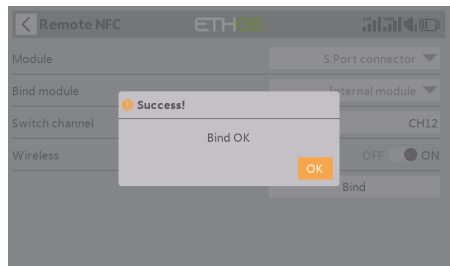 Remote NFC
ETHOS
Module
S.Port connector
Bind module
Internal module
Success!
Switch channel
CH12
Bind OK
Wireless
OFF
ON
OK
Bind